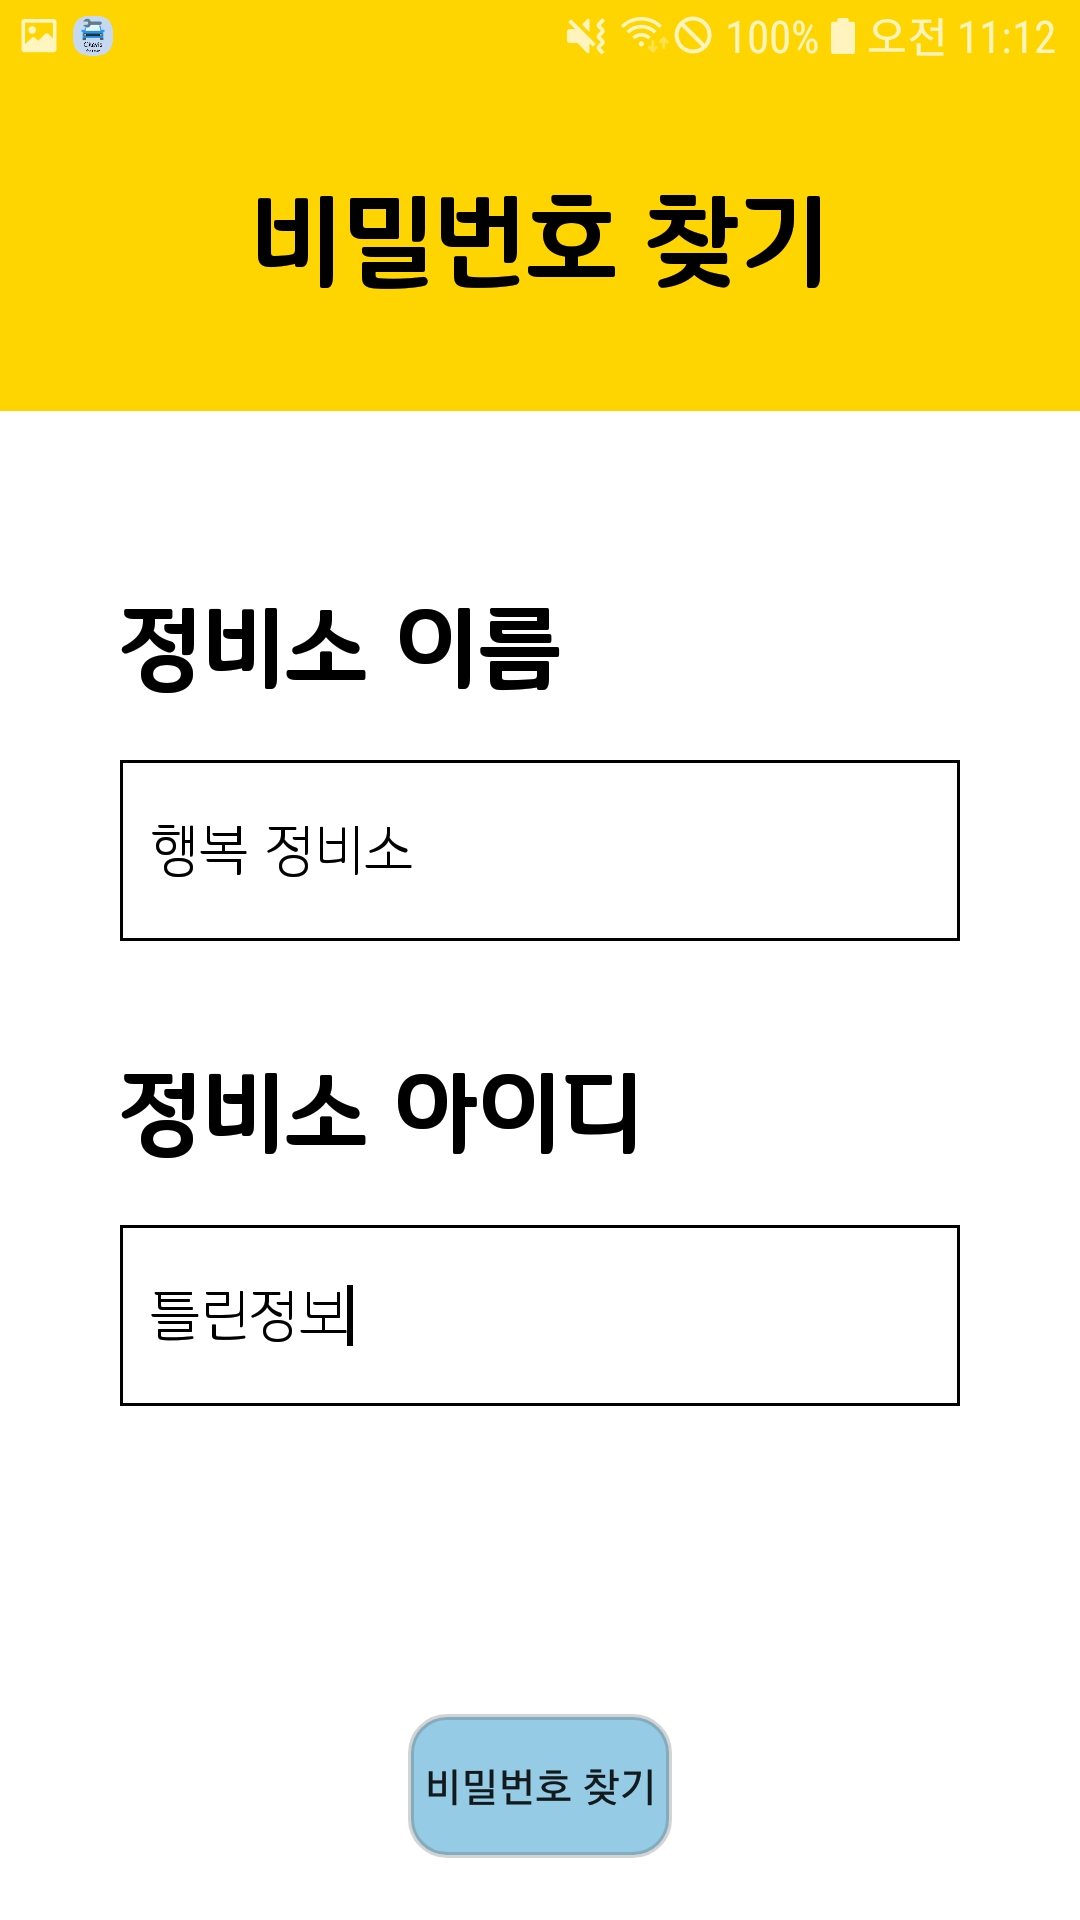 100% 오전 11:12
비밀번호 찾기
정비소 이름
행복 정비소
정비소 아이디
틀린정보
비밀번호 찾기